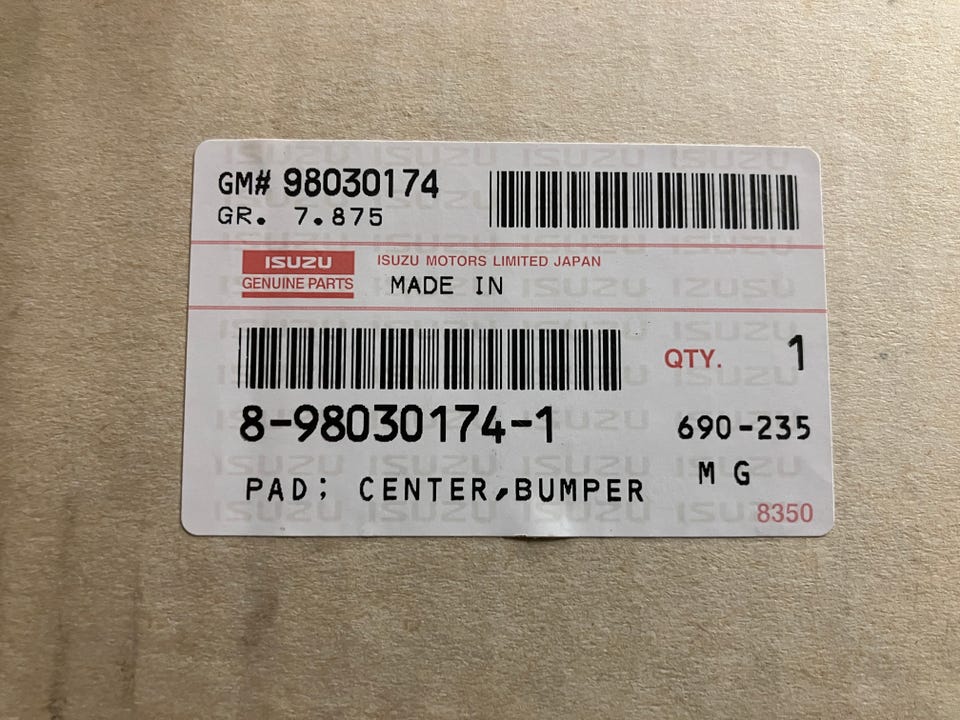 GM# 98030174
GR. 7.875
ISUZU
GENUINE PARTS
ISUZU MOTORS LIMITED JAPAN
MADE IN
QTY. 1
8-98030174-1
690-235
PAD; CENTER,BUMPER
M G
8350